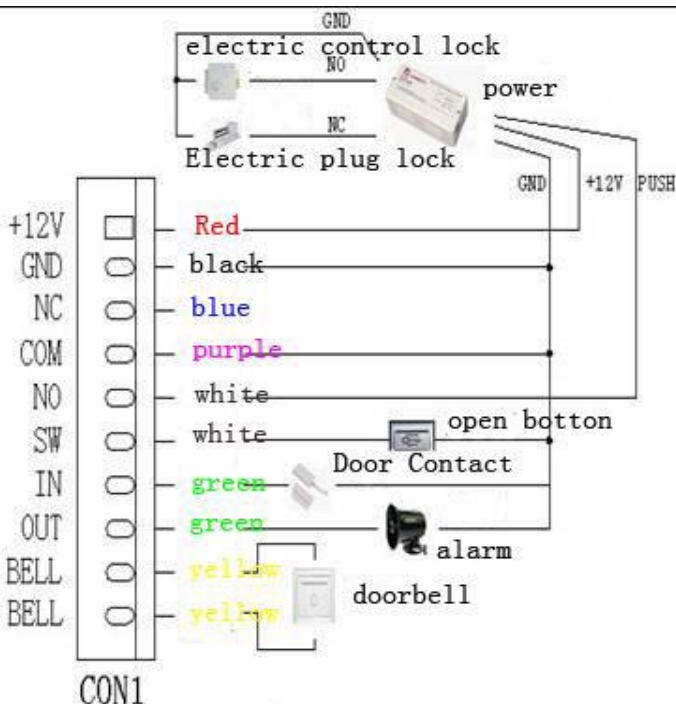 GND
electric control lock
NO
power
NC
Electric plug lock
GND +12V PUSH
+12V Red
GND black
NC blue
COM purple
NO white
SW white open botton
Door Contact
IN green
OUT green
alarm
BELL yellow
doorbell
BELL yellow
CON1